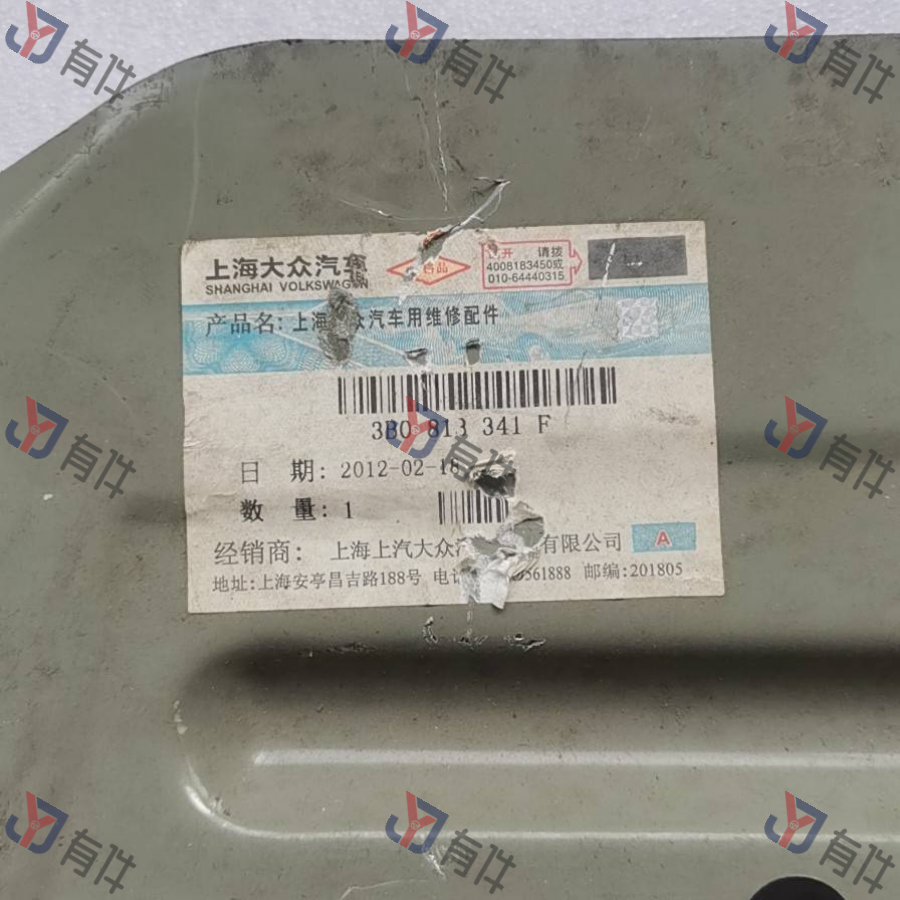 有件
有件
有件
上海大众汽车
SHANGHAI VOLKSWAGEN
请拨
4008183450或
010-64440315
产品名: 上海 众汽车用维修配件
3B0 813 341 F
有件
有件
有件
日 期: 2012-02-18
数 量: 1
经销商: 上海上汽大众汽 有限公司 A
地址:上海安亭昌吉路188号 电 561888 邮编:201805
有件
有件
有件